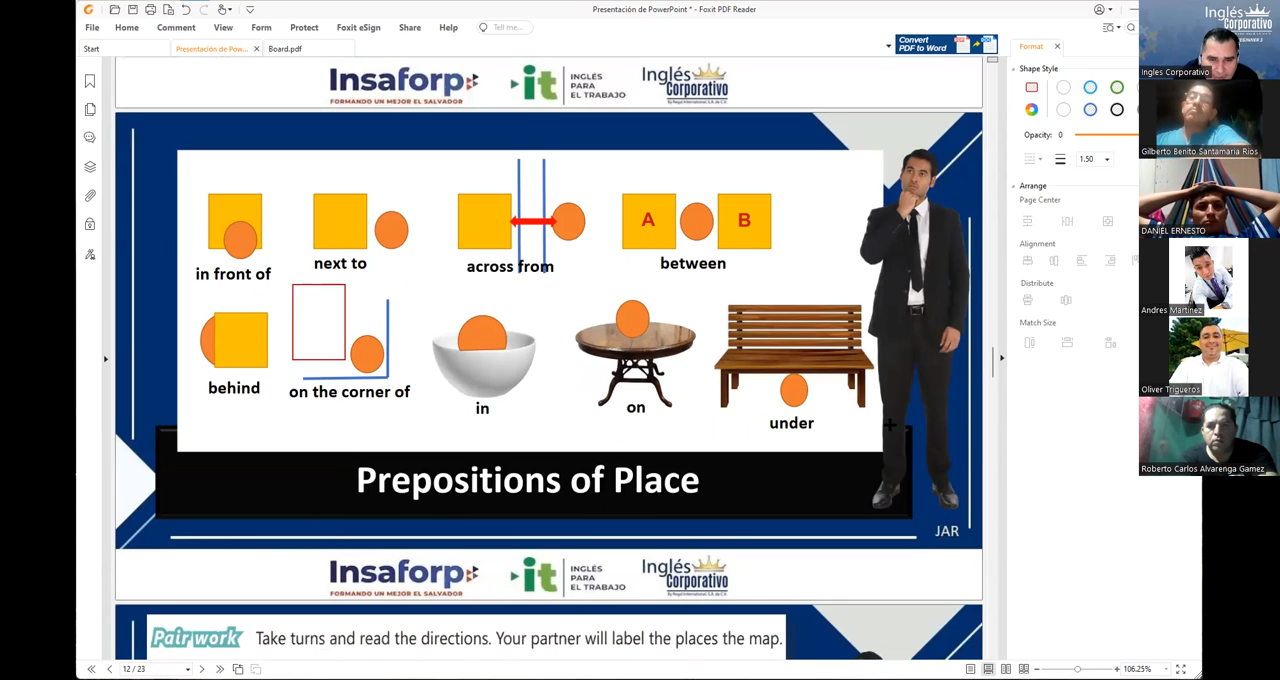 Presentación de PowerPoint * - Foxit PDF Reader
File Home Comment View Form Protect Foxit eSign Share Help Tell me...
Start Presentación de Pow... Board.pdf
Convert
PDF to Word
Format
Insaforp
FORMANDO UN MEJOR EL SALVADOR
it
INGLÉS
PARA
EL TRABAJO
Inglés
Corporativo
Shape Style
Opacity: 0
1.50
Arrange
Page Center
Alignment
Distribute
Match Size
A
B
in front of
next to
across from
between
behind
on the corner of
in
on
under
Prepositions of Place
JAR
Insaforp
FORMANDO UN MEJOR EL SALVADOR
it
INGLÉS
PARA
EL TRABAJO
Inglés
Corporativo
Pair work Take turns and read the directions. Your partner will label the places the map.
12 / 23
106.25%
Inglés
Corporativo
Ingles Corporativo
Gilberto Benito Santamaria Rios
DANIEL ERNESTO
Andres Martinez
Oliver Trigueros
Roberto Carlos Alvarenga Gamez